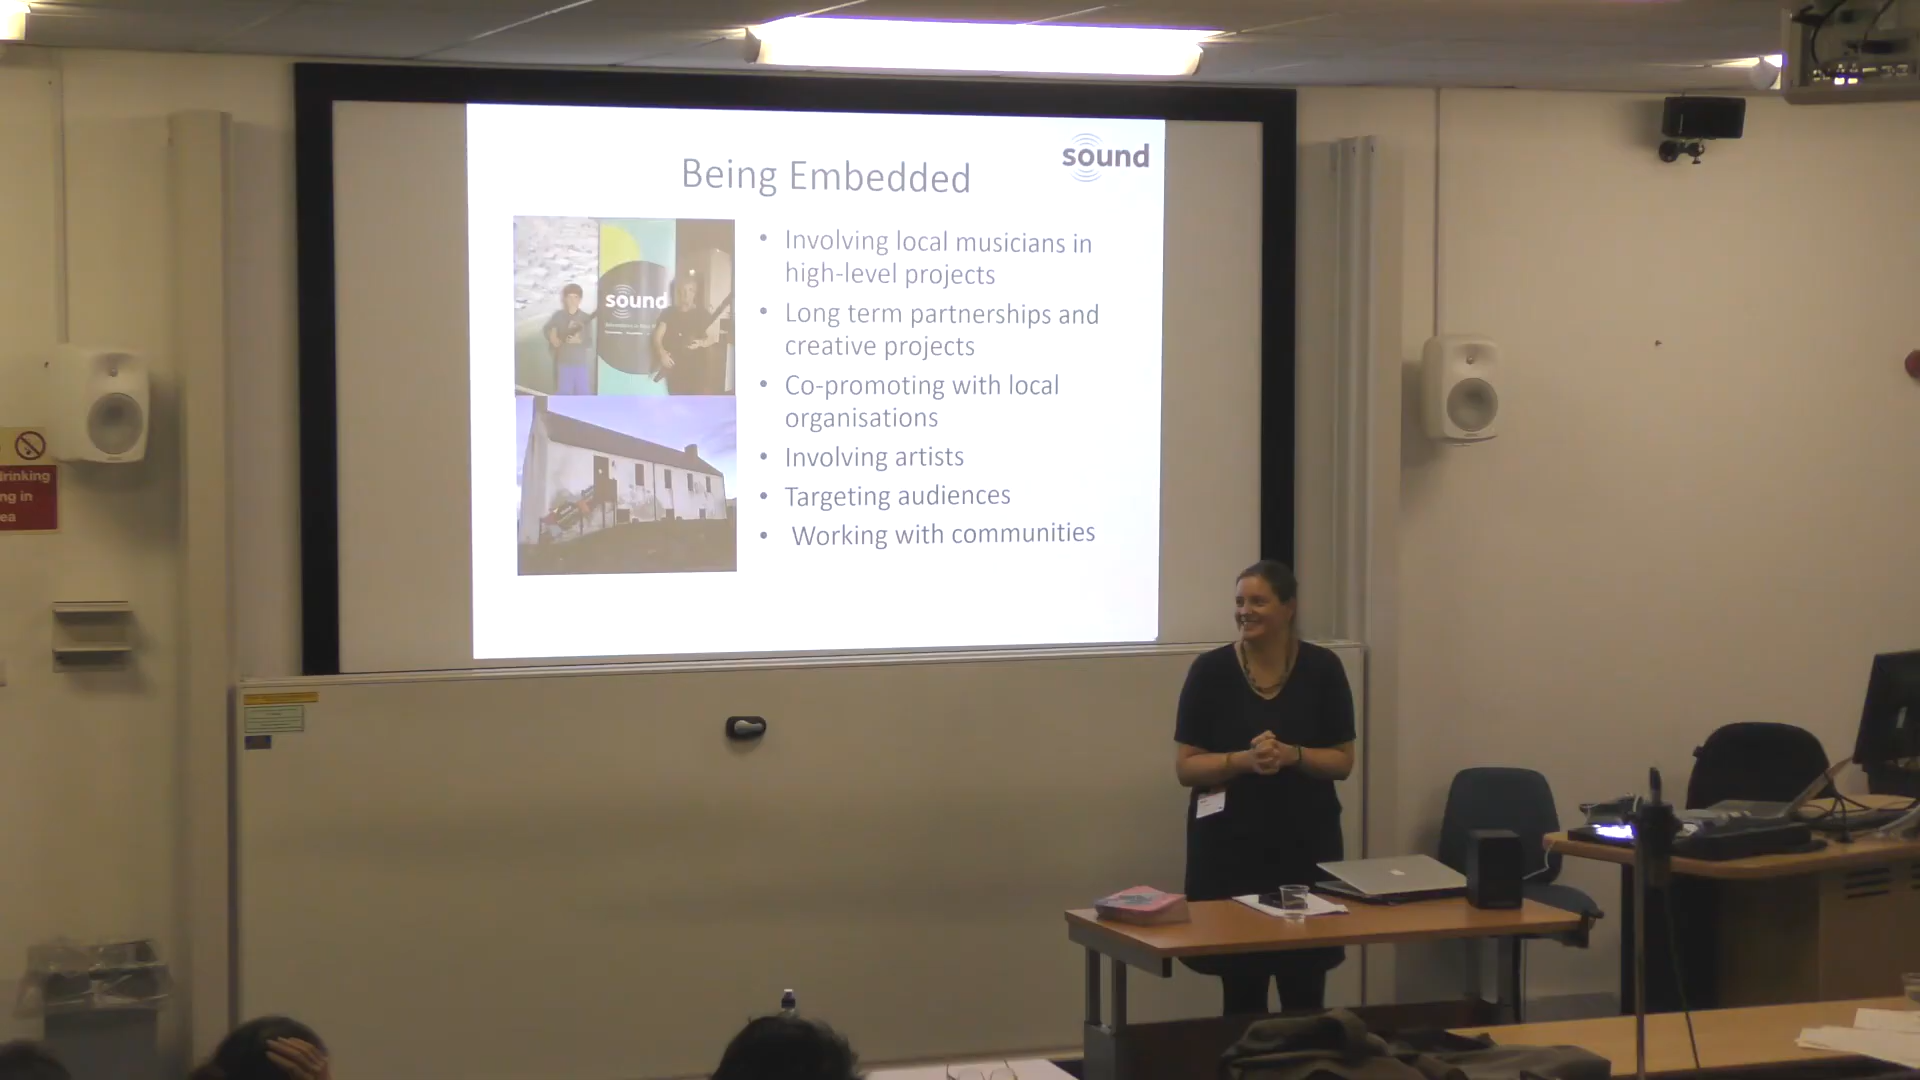 Being Embedded
sound
sound
• Involving local musicians in
high-level projects
• Long term partnerships and
creative projects
• Co-promoting with local
organisations
• Involving artists
• Targeting audiences
• Working with communities
rinking
ng in
ea